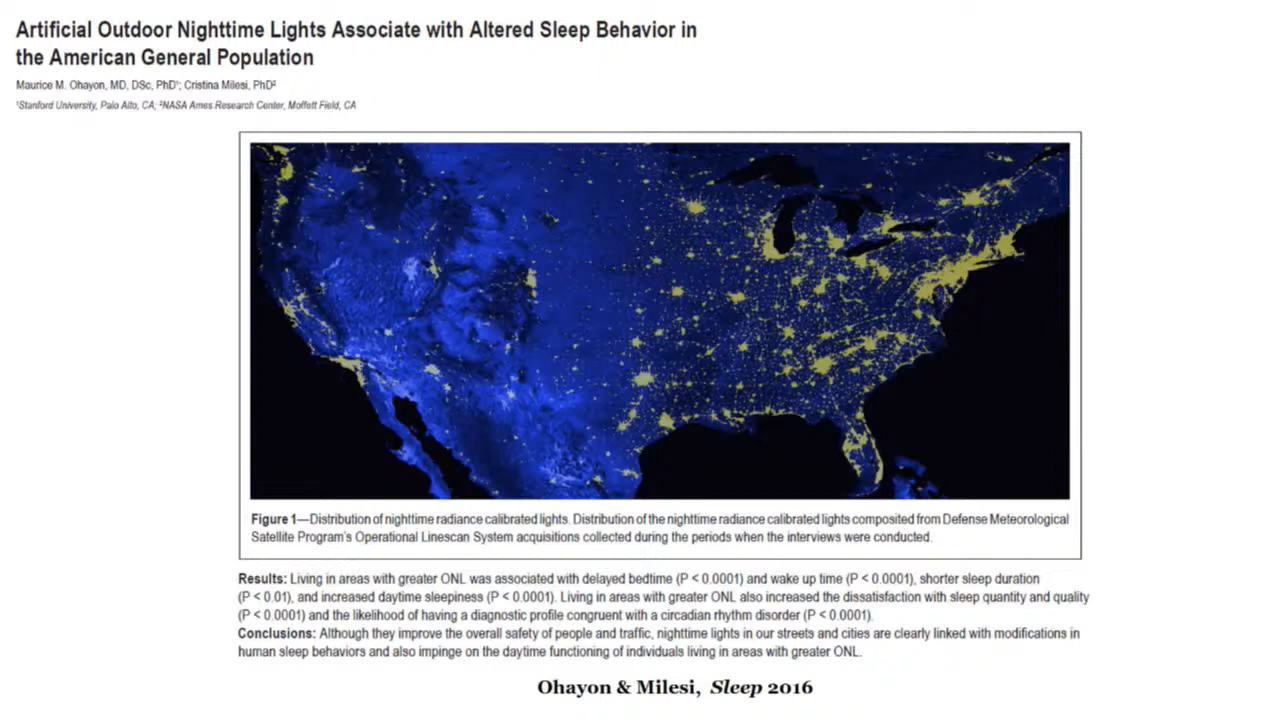 Artificial Outdoor Nighttime Lights Associate with Altered Sleep Behavior in
the American General Population
Maurice M. Ohayon, MD, DSc, PhD¹; Cristina Milesi, PhD²
¹Stanford University, Palo Alto, CA; ²NASA Ames Research Center, Moffett Field, CA
Figure 1—Distribution of nighttime radiance calibrated lights. Distribution of the nighttime radiance calibrated lights composited from Defense Meteorological
Satellite Program's Operational Linescan System acquisitions collected during the periods when the interviews were conducted.
Results: Living in areas with greater ONL was associated with delayed bedtime (P < 0.0001) and wake up time (P < 0.0001), shorter sleep duration
(P < 0.01), and increased daytime sleepiness (P < 0.0001). Living in areas with greater ONL also increased the dissatisfaction with sleep quantity and quality
(P < 0.0001) and the likelihood of having a diagnostic profile congruent with a circadian rhythm disorder (P < 0.0001).
Conclusions: Although they improve the overall safety of people and traffic, nighttime lights in our streets and cities are clearly linked with modifications in
human sleep behaviors and also impinge on the daytime functioning of individuals living in areas with greater ONL.
Ohayon & Milesi, Sleep 2016